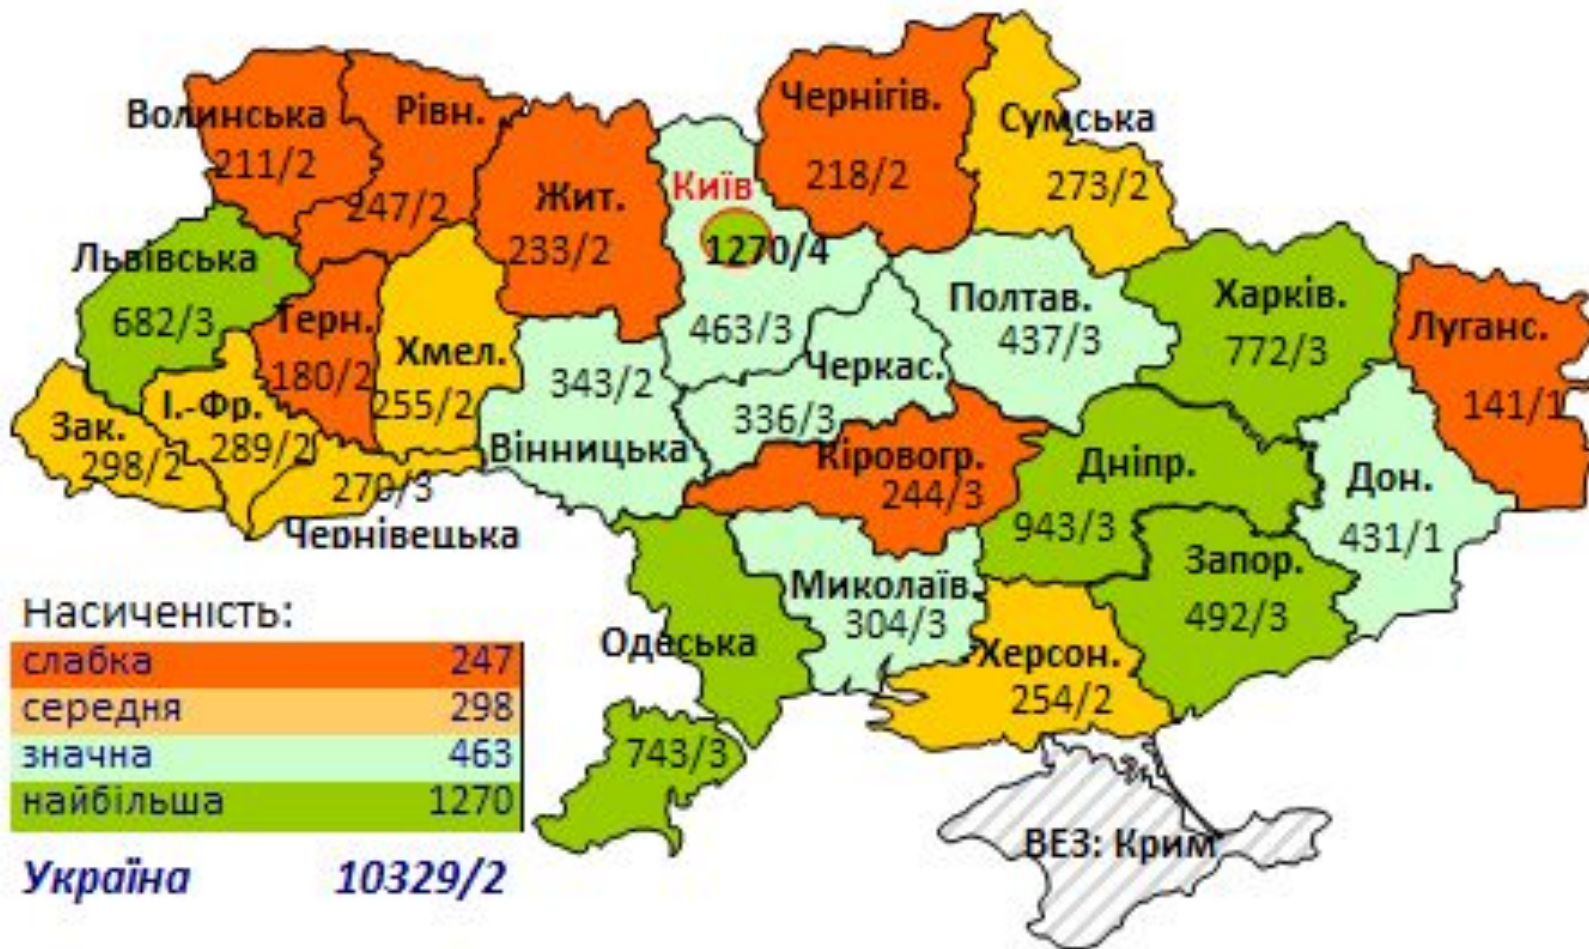 Волинська
211/2
Рівн.
247/2
Жит.
233/2
Київ
1270/4
463/3
Чернігів.
218/2
Сумська
273/2
Львівська
682/3
Терн.
180/2
Хмел.
255/2
Вінницька
343/2
Черкас.
336/3
Полтав.
437/3
Харків.
772/3
Луганс.
141/1
Зак.
298/2
І.-Фр.
289/2
270/3
Чернівецька
Кіровогр.
244/3
Дніпр.
943/3
Дон.
431/1
Запор.
492/3
Миколаїв.
304/3
Одеська
743/3
Херсон.
254/2
ВЕЗ: Крим
Насиченість:
слабка 247
середня 298
значна 463
найбільша 1270
Україна 10329/2